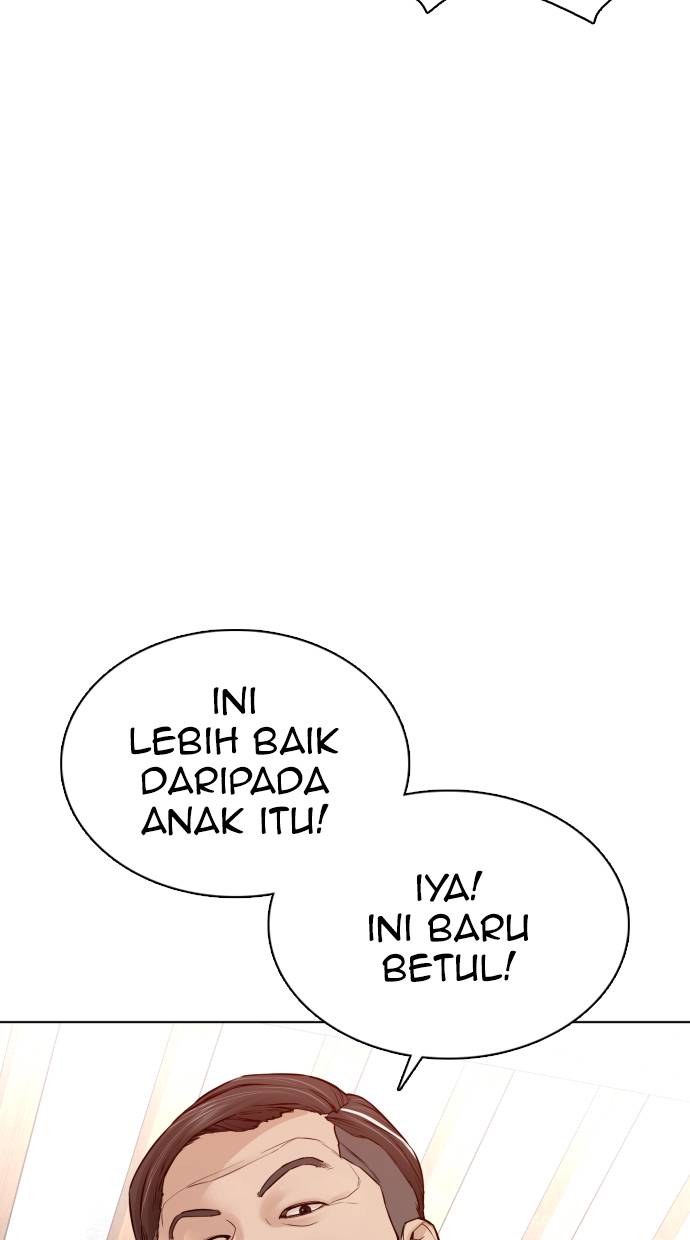 INI
LEBIH BAIK
DARIPADA
ANAK ITU!
IYA!
INI BARU
BETUL!